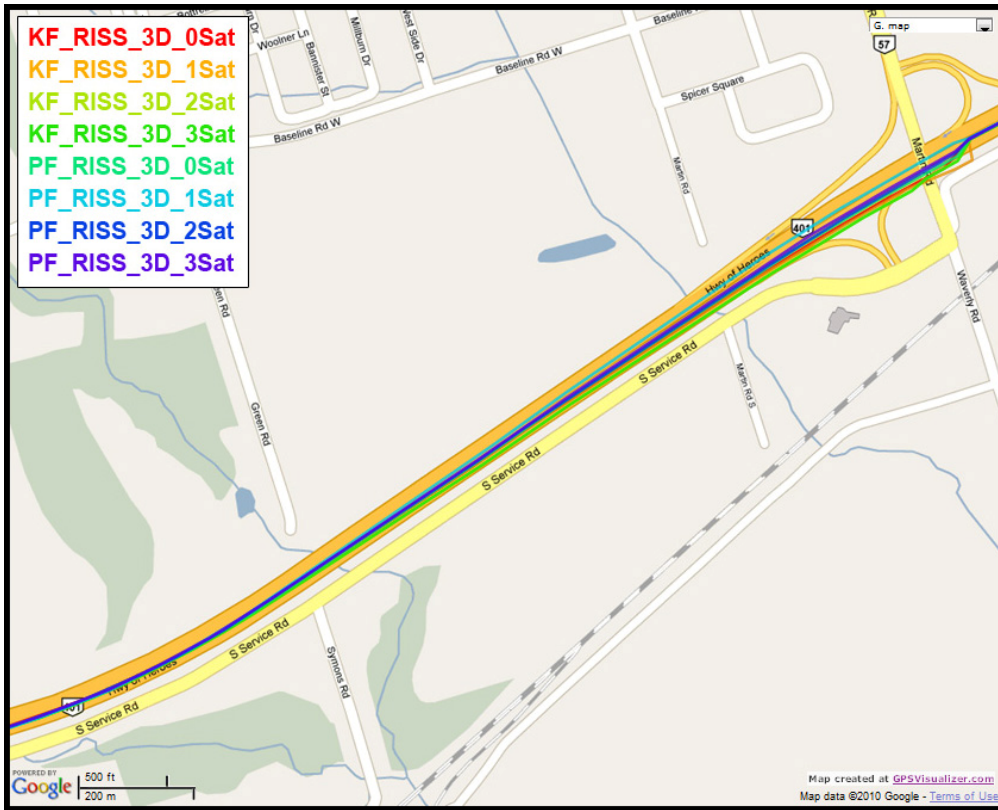 KF_RISS_3D_0Sat
KF_RISS_3D_1Sat
KF_RISS_3D_2Sat
KF_RISS_3D_3Sat
PF_RISS_3D_0Sat
PF_RISS_3D_1Sat
PF_RISS_3D_2Sat
PF_RISS_3D_3Sat
G. map
57
Woolner Ln
Bannister St
Millburn Dr
West Side Dr
Baseline
Baseline Rd W
Baseline Rd W
Spicer Square
Martin Rd
Martin Rd
401
Hwy of Heroes
Waverly Rd
S Service Rd
Martin Rd S
Green Rd
S Service Rd
S Service Rd
Symons Rd
Hwy of Heroes
401
S Service Rd
POWERED BY
Google
500 ft
200 m
Map created at GPSVisualizer.com
Map data ©2010 Google - Terms of Use